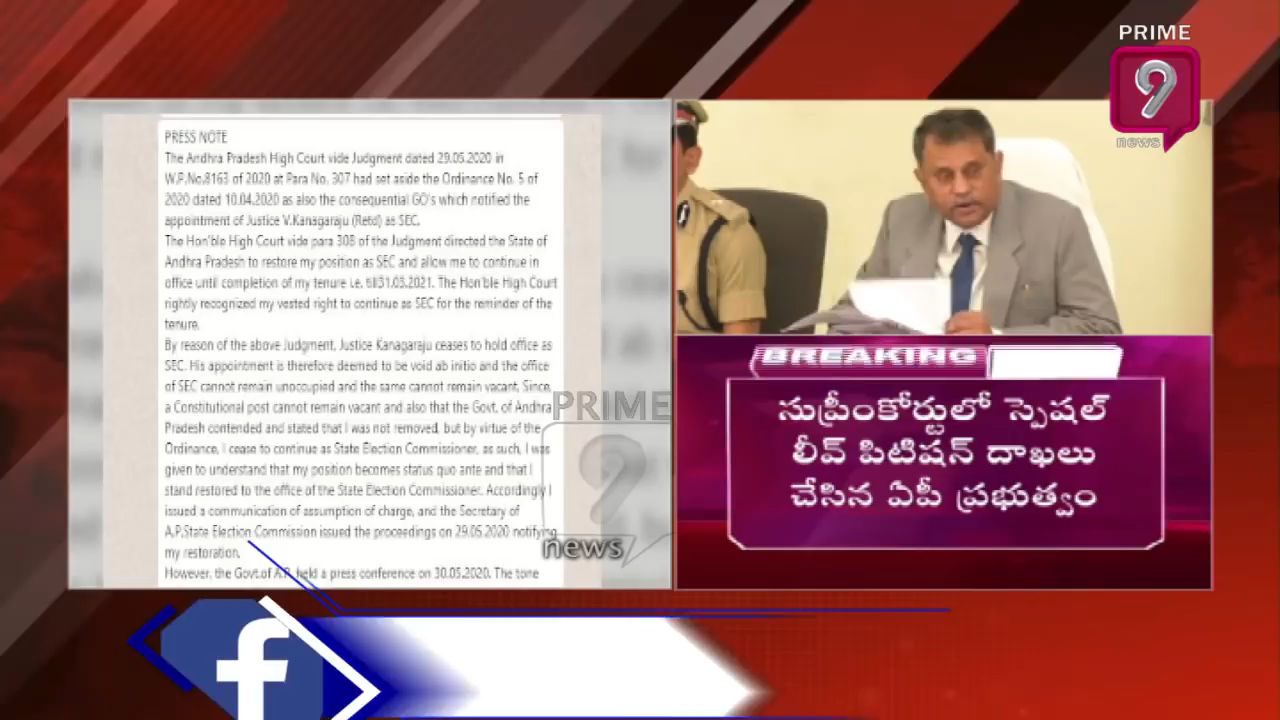 PRIME
9
news
PRESS NOTE
The Andhra Pradesh High Court vide Judgment dated 29.05.2020 in
W.P,No.8163 of 2020 at Para No. 307 had set aside the Ordinance No. 5 of
2020 dated 10.04.2020 as also the consequential GO's which notified the
appointment of Justice V.Kanagaraju (Retd) as SEC.
The Hon'ble High Court vide para 308 of the Judgment directed the State of
Andhra Pradesh to restore my position as SEC and allow me to continue in
office until completion of my tenure i.e. till31.03.2021. The Hon'ble High Court
rightly recognized my vested right to continue as SEC for the reminder of the
tenure.
By reason of the above Judgment, Justice Kanagaraju ceases to hold office as
SEC. His appointment is therefore deemed to be void ab initio and the office
of SEC cannot remain unoccupied and the same cannot remain vacant. Since,
a Constitutional post cannot remain vacant and also that the Govt. of Andhra
Pradesh contended and stated that I was not removed, but by virtue of the
Ordinance, I cease to continue as State Election Commissioner, as such, I was
given to understand that my position becomes status quo ante and that I
stand restored to the office of the State Election Commissioner. Accordingly I
issued a communication of assumption of charge, and the Secretary of
A.P.State Election Commission issued the proceedings on 29.05.2020 notifying
my restoration.
However, the Govt.of A.P. held a press conference on 30.05.2020. The tone
PRIME
9
news
BREAKING
సుప్రీంకోర్టులో స్పెషల్
లీవ్ పిటిషన్ దాఖలు
చేసిన ఏపీ ప్రభుత్వం
f